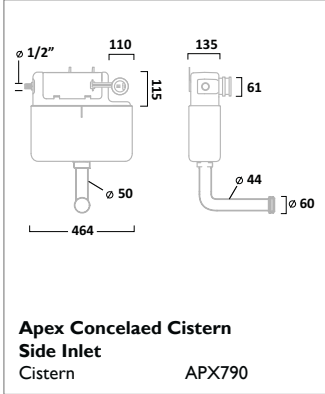 110
135
ø 1/2”
115
61
ø 50
ø 44
ø 60
464
Apex Concelaed Cistern
Side Inlet
Cistern APX790